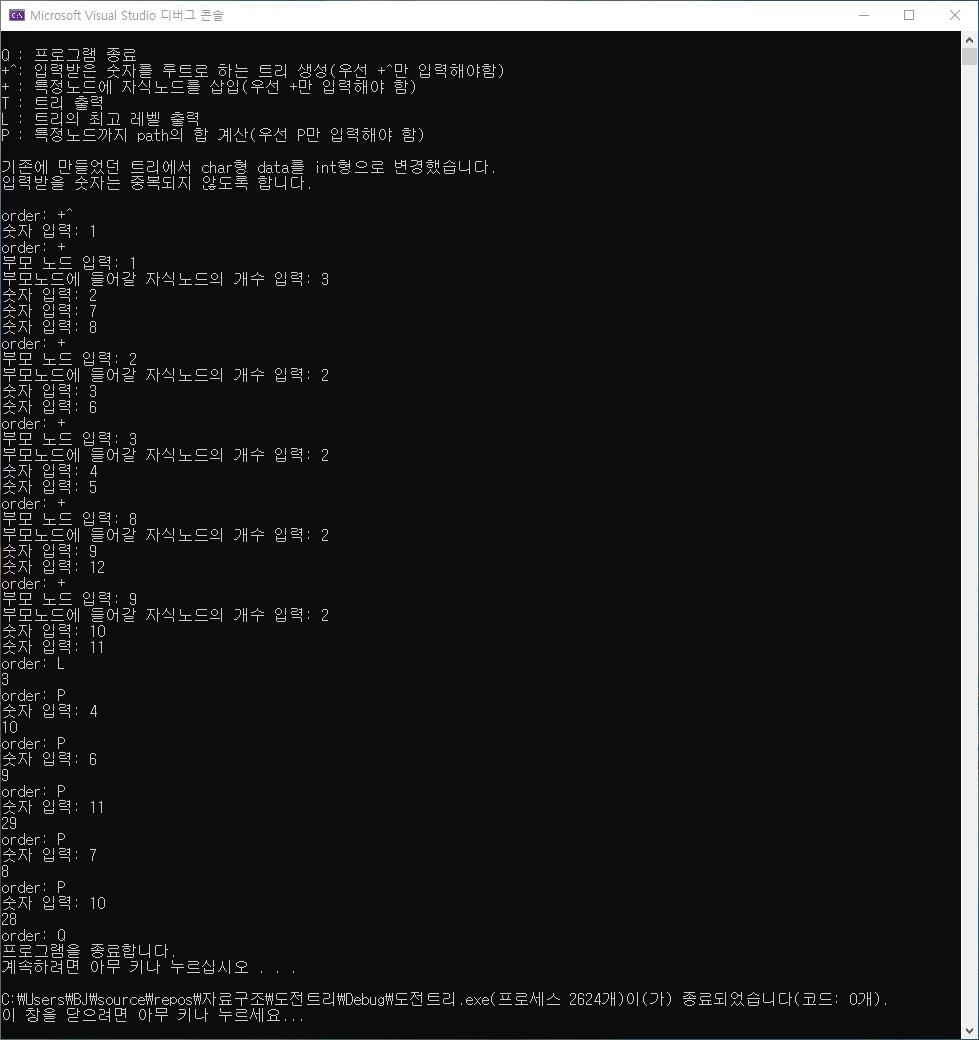 Microsoft Visual Studio 디버그 콘솔
Q : 프로그램 종료
+^: 입력받은 숫자를 루트로 하는 트리 생성(우선 +^만 입력해야함)
+ : 특정노드에 자식노드를 삽입(우선 +만 입력해야 함)
T : 트리 출력
L : 트리의 최고 레벨 출력
P : 특정노드까지 path의 합 계산(우선 P만 입력해야 함)
기존에 만들었던 트리에서 char형 data를 int형으로 변경했습니다.
입력받을 숫자는 중복되지 않도록 합니다.
order: +^
숫자 입력: 1
order: +
부모 노드 입력: 1
부모노드에 들어갈 자식노드의 개수 입력: 3
숫자 입력: 2
숫자 입력: 7
숫자 입력: 8
order: +
부모 노드 입력: 2
부모노드에 들어갈 자식노드의 개수 입력: 2
숫자 입력: 3
숫자 입력: 6
order: +
부모 노드 입력: 3
부모노드에 들어갈 자식노드의 개수 입력: 2
숫자 입력: 4
숫자 입력: 5
order: +
부모 노드 입력: 8
부모노드에 들어갈 자식노드의 개수 입력: 2
숫자 입력: 9
숫자 입력: 12
order: +
부모 노드 입력: 9
부모노드에 들어갈 자식노드의 개수 입력: 2
숫자 입력: 10
숫자 입력: 11
order: L
3
order: P
숫자 입력: 4
10
order: P
숫자 입력: 6
9
order: P
숫자 입력: 11
29
order: P
숫자 입력: 7
8
order: P
숫자 입력: 10
28
order: Q
프로그램을 종료합니다.
계속하려면 아무 키나 누르십시오 . . .
C:₩Users₩BJ₩source₩repos₩자료구조₩도전트리₩Debug₩도전트리.exe(프로세스 2624개)이(가) 종료되었습니다(코드: 0개).
이 창을 닫으려면 아무 키나 누르세요...